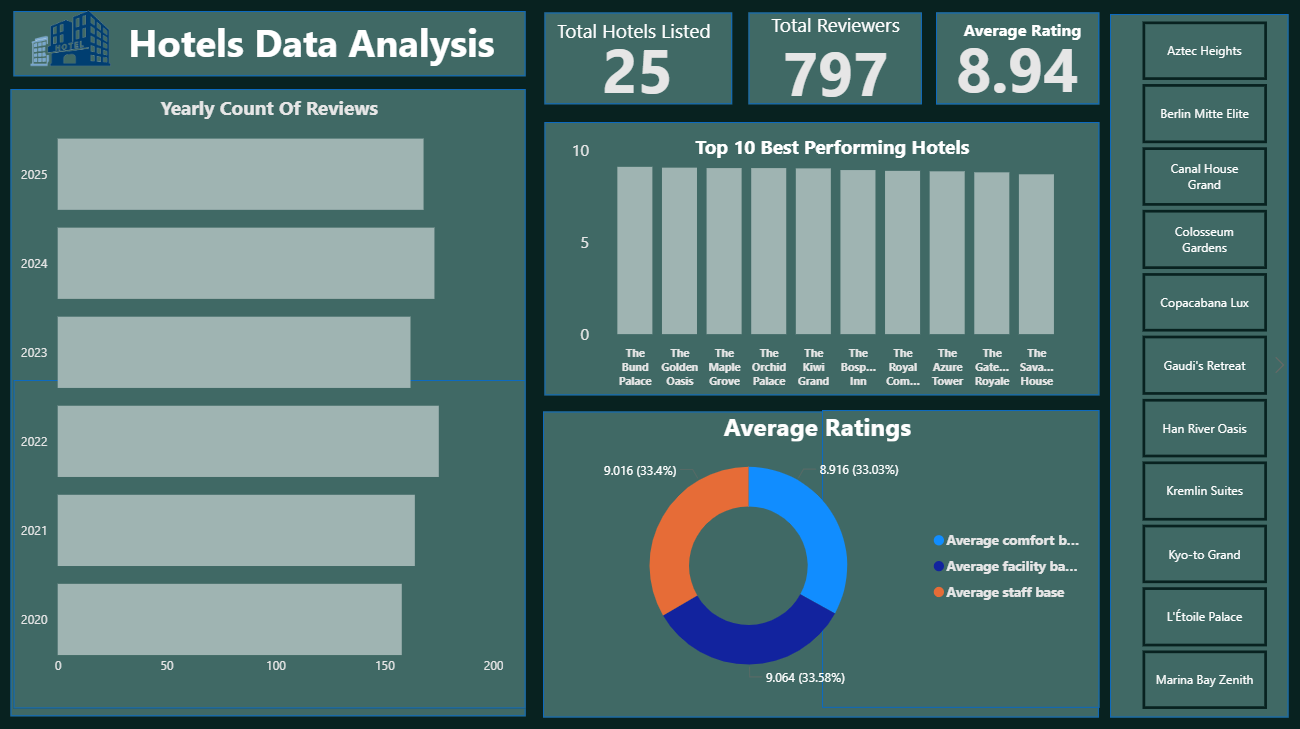 HOTEL
Hotels Data Analysis
Total Hotels Listed
25
Total Reviewers
797
Average Rating
8.94
Yearly Count Of Reviews
2025
2024
2023
2022
2021
2020
0 50 100 150 200
Top 10 Best Performing Hotels
10
5
0
The Bund Palace
The Golden Oasis
The Maple Grove
The Orchid Palace
The Kiwi Grand
The Bosp... Inn
The Royal Com...
The Azure Tower
The Gate... Royale
The Sava... House
Average Ratings
9.016 (33.4%)
8.916 (33.03%)
9.064 (33.58%)
Average comfort b...
Average facility ba...
Average staff base
Aztec Heights
Berlin Mitte Elite
Canal House
Grand
Colosseum
Gardens
Copacabana Lux
Gaudi's Retreat
Han River Oasis
Kremlin Suites
Kyo-to Grand
L'Étoile Palace
Marina Bay Zenith